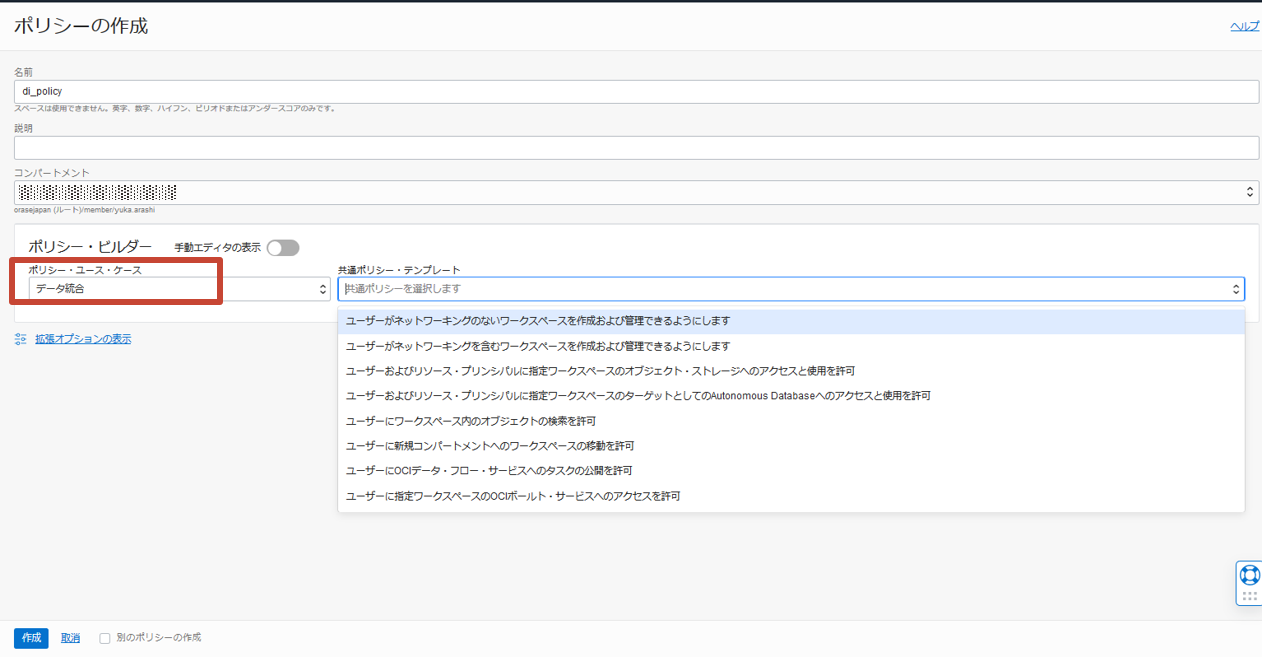 ポリシーの作成
ヘルプ
名前
di_policy
スペースは使用できません。英字、数字、ハイフン、ピリオドまたはアンダースコアのみです。
説明
コンパートメント
orasejapan (ルート)/member/yuka.arashi
ポリシー・ビルダー 手動エディタの表示
ポリシー・ユース・ケース 共通ポリシー・テンプレート
データ統合 共通ポリシーを選択します
ユーザーがネットワーキングのないワークスペースを作成および管理できるようにします
拡張オプションの表示
ユーザーがネットワーキングを含むワークスペースを作成および管理できるようにします
ユーザーおよびリソース・プリンシパルに指定ワークスペースのオブジェクト・ストレージへのアクセスと使用を許可
ユーザーおよびリソース・プリンシパルに指定ワークスペースのターゲットとしてのAutonomous Databaseへのアクセスと使用を許可
ユーザーにワークスペース内のオブジェクトの検索を許可
ユーザーに新規コンパートメントへのワークスペースの移動を許可
ユーザーにOCIデータ・フロー・サービスへのタスクの公開を許可
ユーザーに指定ワークスペースのOCIボールト・サービスへのアクセスを許可
作成 取消 別のポリシーの作成